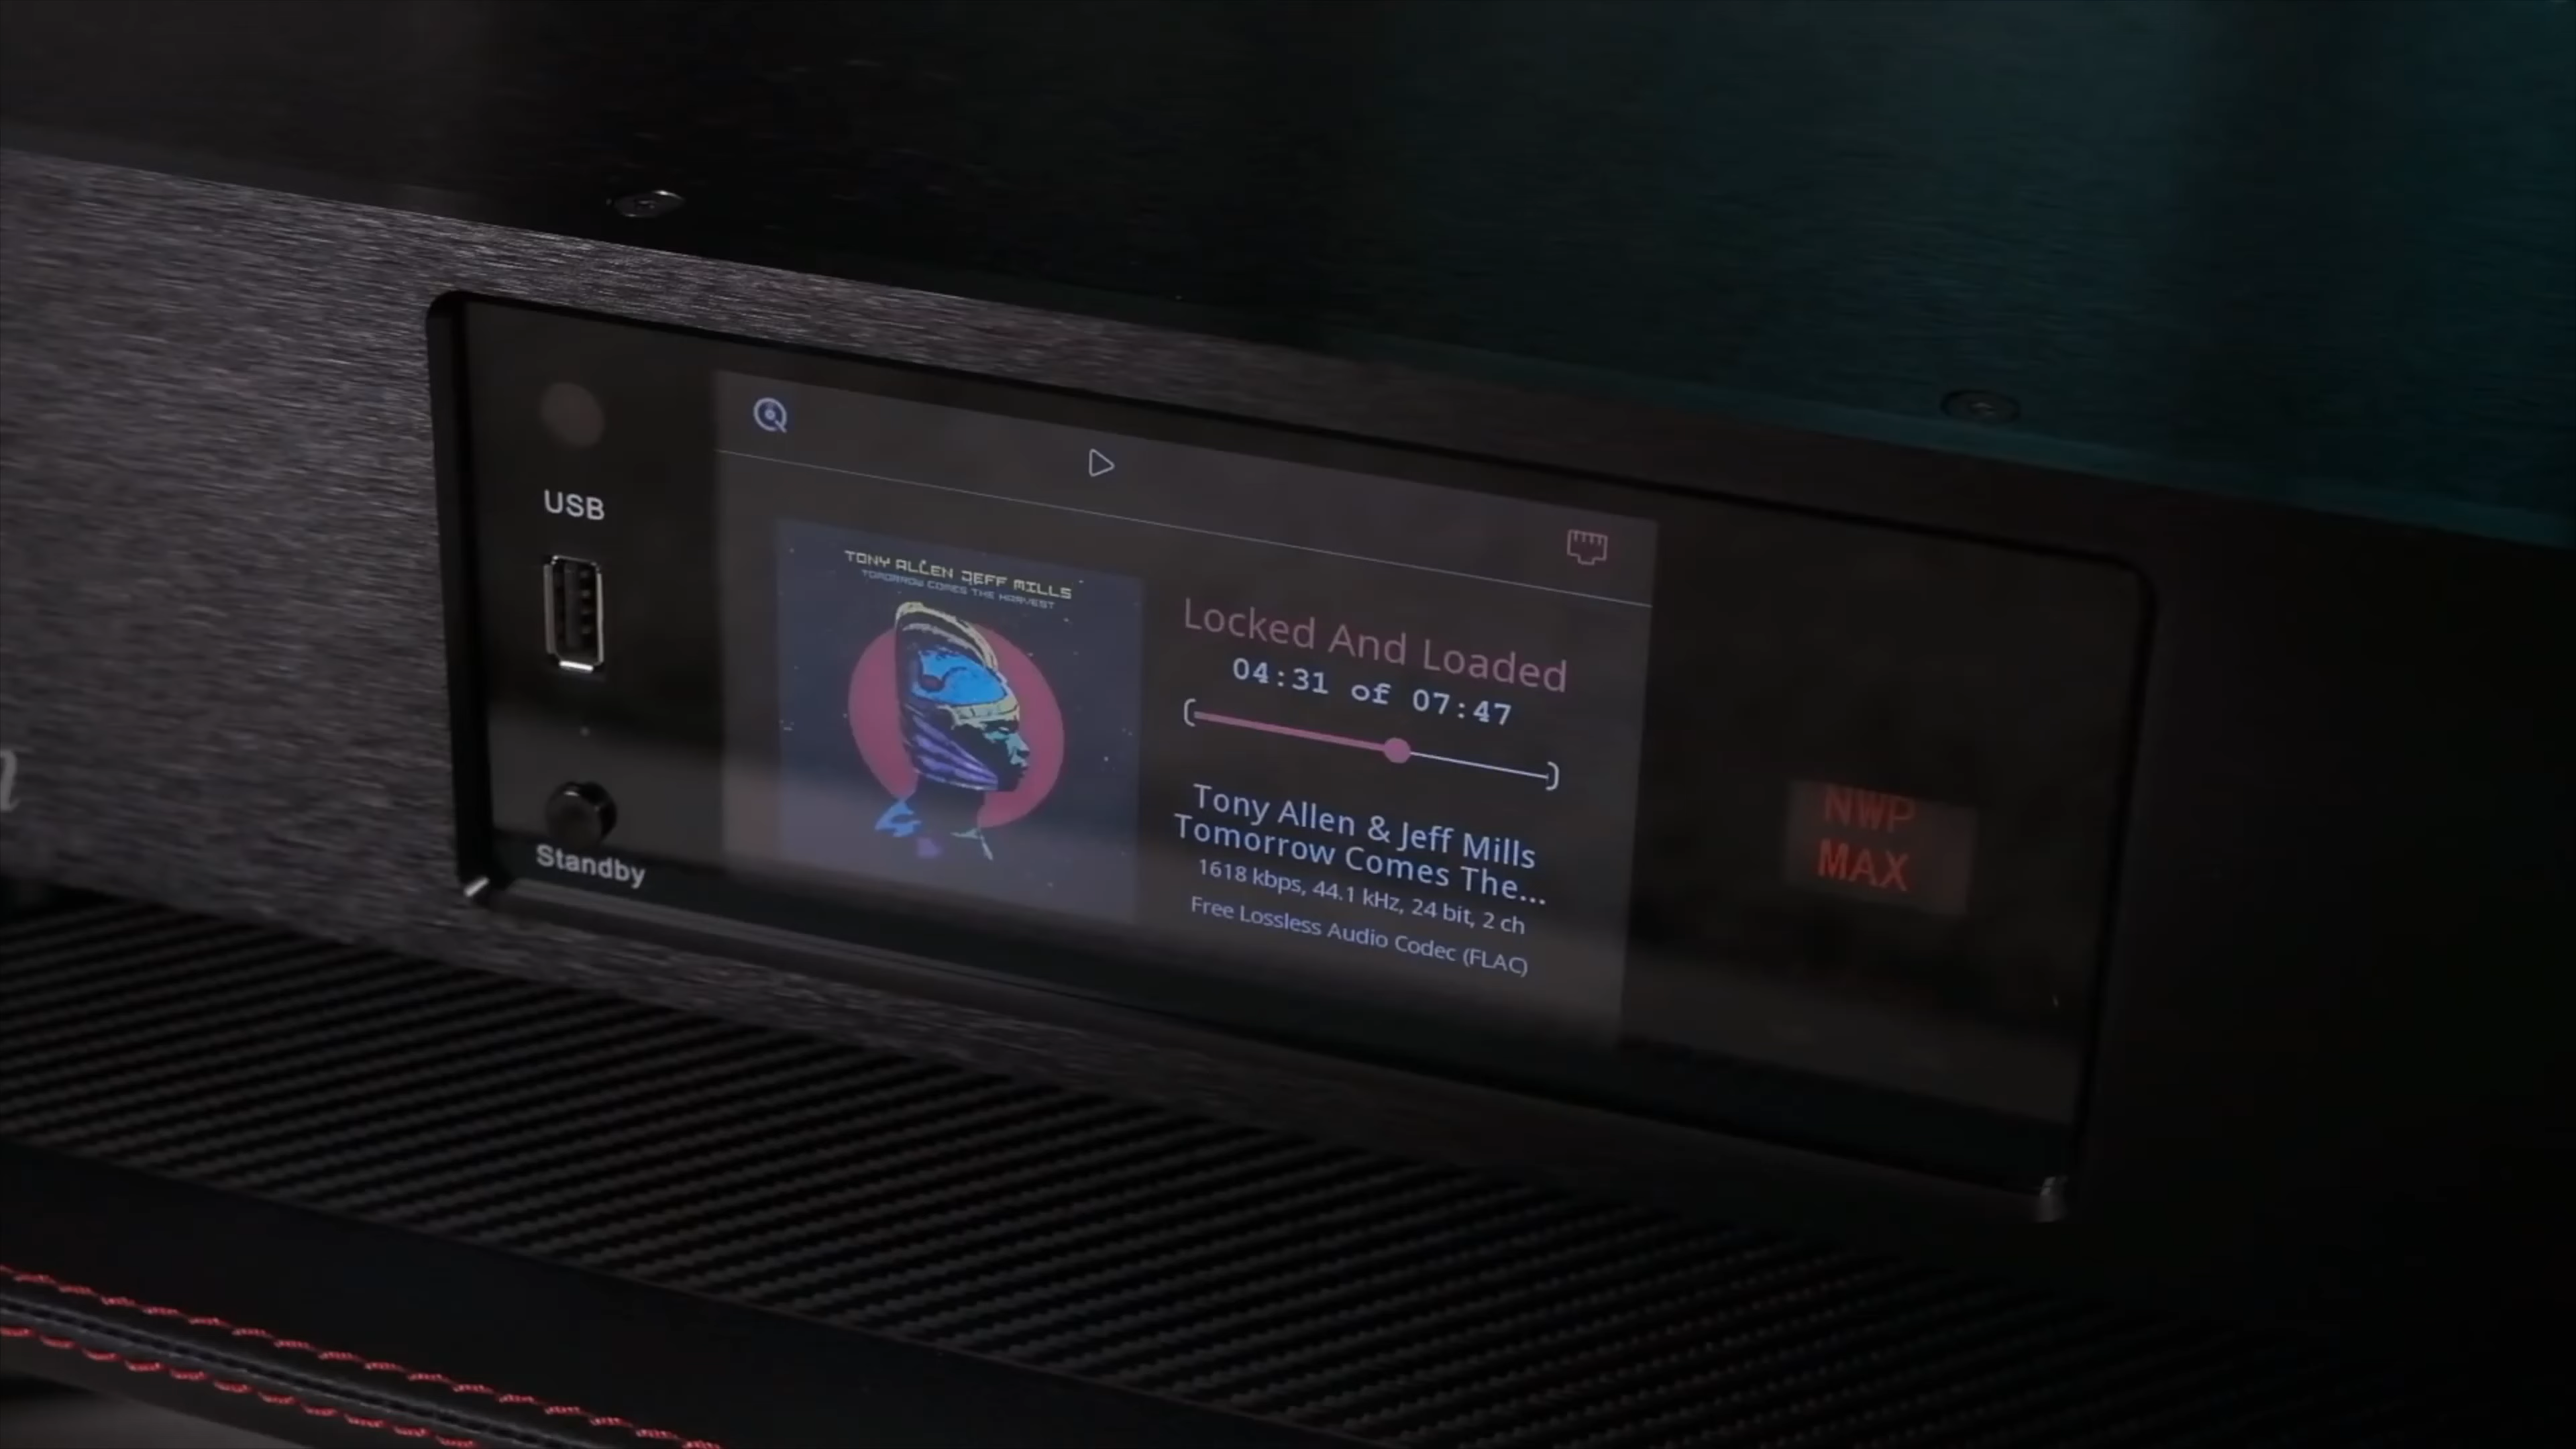 USB
Standby
TONY ALLEN JEFF MILLS
TOMORROW COMES THE HARVEST
Locked And Loaded
04:31 of 07:47
Tony Allen & Jeff Mills
Tomorrow Comes The...
1618 kbps, 44.1 kHz, 24 bit, 2 ch
Free Lossless Audio Codec (FLAC)
NWP
MAX